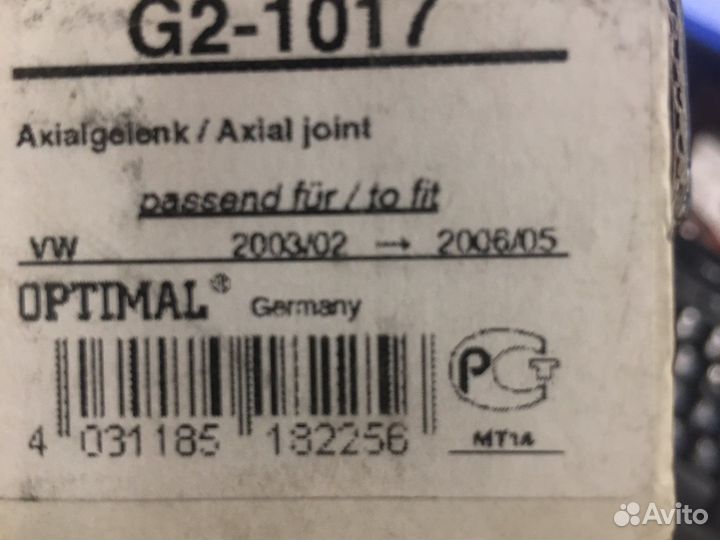 G2-1017
Axialgelenk / Axial joint
passend für / to fit
VW 2003/02 → 2006/05
OPTIMAL® Germany
4 031185 182256
РСТ
MT14
Avito